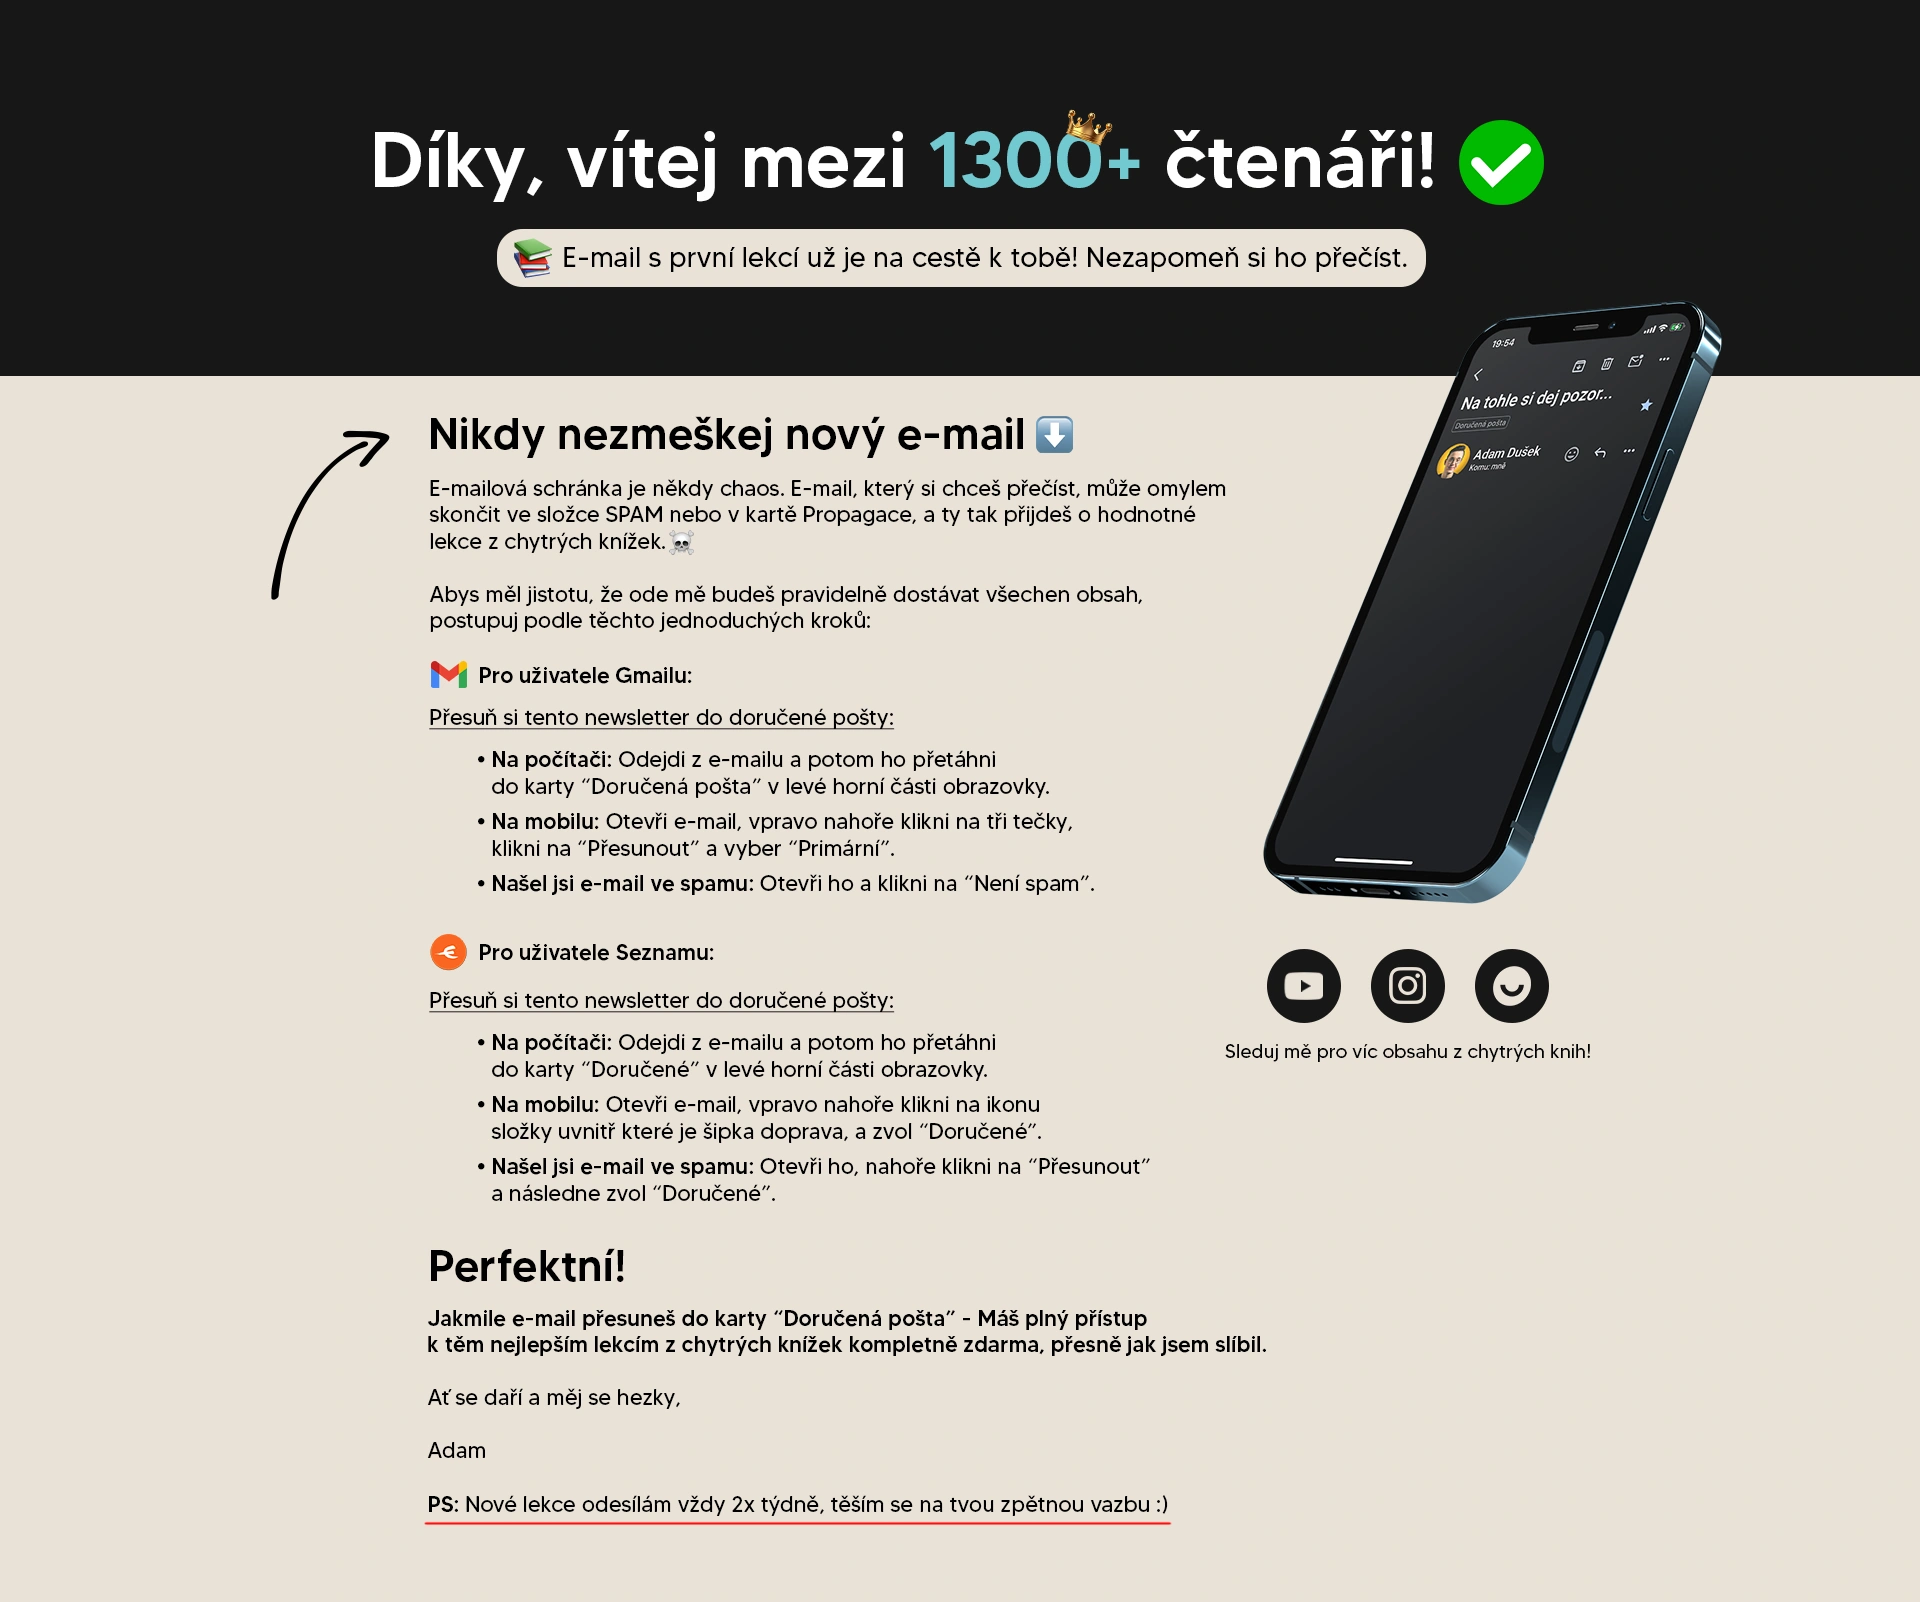 Díky, vítej mezi 1300+ čtenáři!
E-mail s první lekcí už je na cestě k tobě! Nezapomeň si ho přečíst.
19:54
Na tohle si dej pozor...
Doručená pošta
Adam Dušek
Komu: mně
Nikdy nezmeškej nový e-mail
E-mailová schránka je někdy chaos. E-mail, který si chceš přečíst, může omylem
skončit ve složce SPAM nebo v kartě Propagace, a ty tak přijdeš o hodnotné
lekce z chytrých knížek.
Abys měl jistotu, že ode mě budeš pravidelně dostávat všechen obsah,
postupuj podle těchto jednoduchých kroků:
Pro uživatele Gmailu:
Přesuň si tento newsletter do doručené pošty:
• Na počítači: Odejdi z e-mailu a potom ho přetáhni
do karty “Doručená pošta” v levé horní části obrazovky.
• Na mobilu: Otevři e-mail, vpravo nahoře klikni na tři tečky,
klikni na “Přesunout” a vyber “Primární”.
• Našel jsi e-mail ve spamu: Otevři ho a klikni na “Není spam”.
Pro uživatele Seznamu:
Přesuň si tento newsletter do doručené pošty:
• Na počítači: Odejdi z e-mailu a potom ho přetáhni
do karty “Doručené” v levé horní části obrazovky.
• Na mobilu: Otevři e-mail, vpravo nahoře klikni na ikonu
složky uvnitř které je šipka doprava, a zvol “Doručené”.
• Našel jsi e-mail ve spamu: Otevři ho, nahoře klikni na “Přesunout”
a následne zvol “Doručené”.
Sleduj mě pro víc obsahu z chytrých knih!
Perfektní!
Jakmile e-mail přesuneš do karty “Doručená pošta” - Máš plný přístup
k těm nejlepším lekcím z chytrých knížek kompletně zdarma, přesně jak jsem slíbil.
Ať se daří a měj se hezky,
Adam
PS: Nové lekce odesílám vždy 2x týdně, těším se na tvou zpětnou vazbu :)